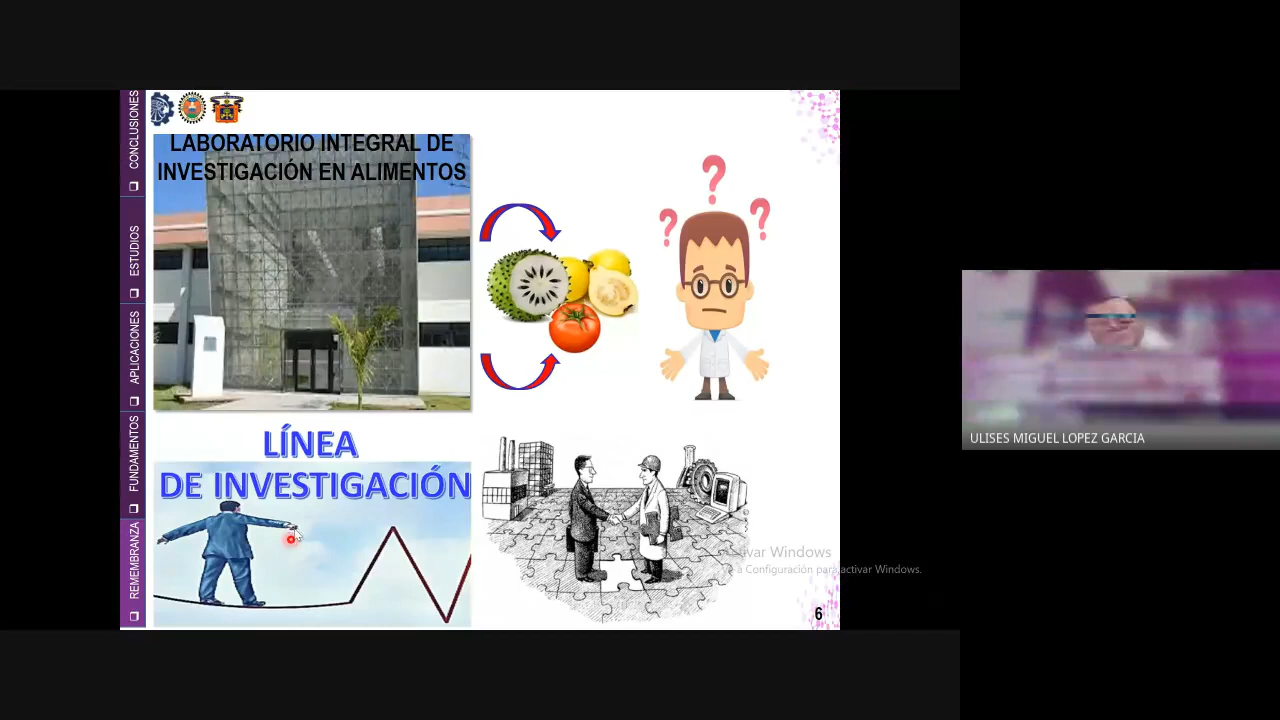 CONCLUSIONES
ESTUDIOS
APLICACIONES
FUNDAMENTOS
REMEMBRANZA
LABORATORIO INTEGRAL DE
INVESTIGACIÓN EN ALIMENTOS
? ? ?
LÍNEA
DE INVESTIGACIÓN
ivar Windows
a Configuración para activar Windows.
6
ULISES MIGUEL LOPEZ GARCIA